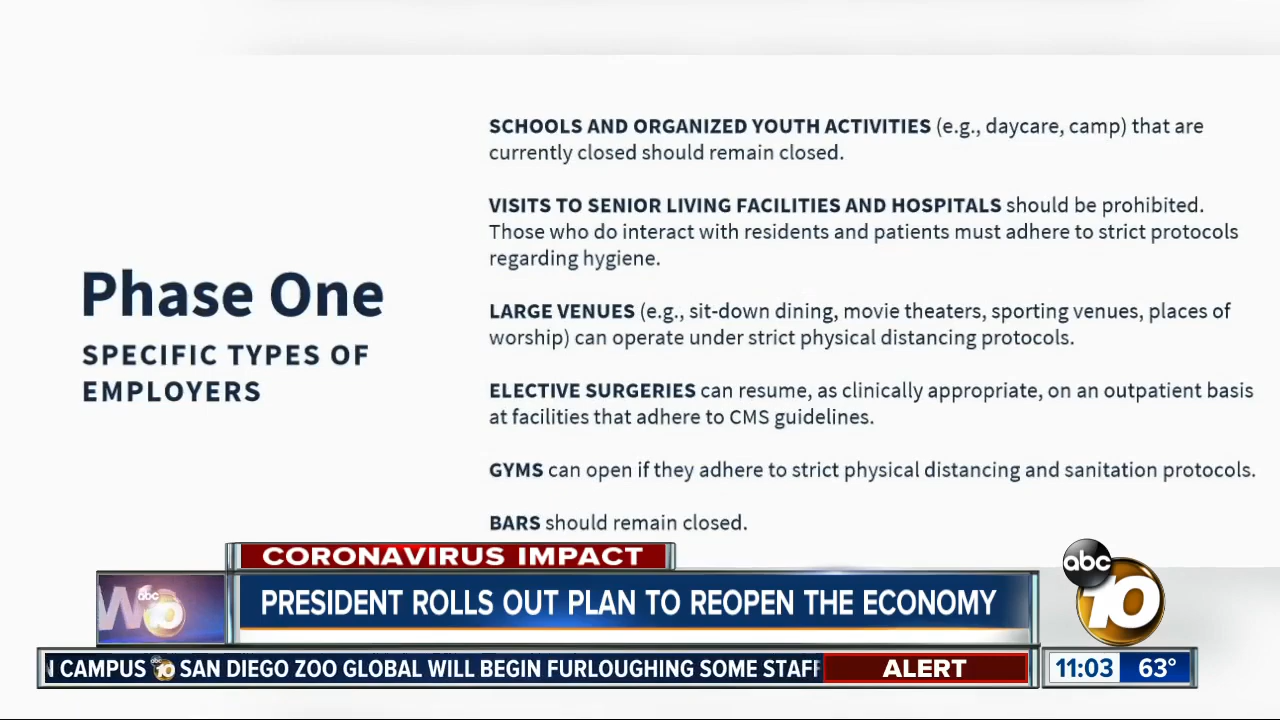 SCHOOLS AND ORGANIZED YOUTH ACTIVITIES (e.g., daycare, camp) that are
currently closed should remain closed.
VISITS TO SENIOR LIVING FACILITIES AND HOSPITALS should be prohibited.
Those who do interact with residents and patients must adhere to strict protocols
regarding hygiene.
Phase One
SPECIFIC TYPES OF
EMPLOYERS
LARGE VENUES (e.g., sit-down dining, movie theaters, sporting venues, places of
worship) can operate under strict physical distancing protocols.
ELECTIVE SURGERIES can resume, as clinically appropriate, on an outpatient basis
at facilities that adhere to CMS guidelines.
GYMS can open if they adhere to strict physical distancing and sanitation protocols.
BARS should remain closed.
CORONAVIRUS IMPACT
PRESIDENT ROLLS OUT PLAN TO REOPEN THE ECONOMY
abc
10
abc
10
N CAMPUS abc 10 SAN DIEGO ZOO GLOBAL WILL BEGIN FURLOUGHING SOME STAFF
ALERT
11:03
63°